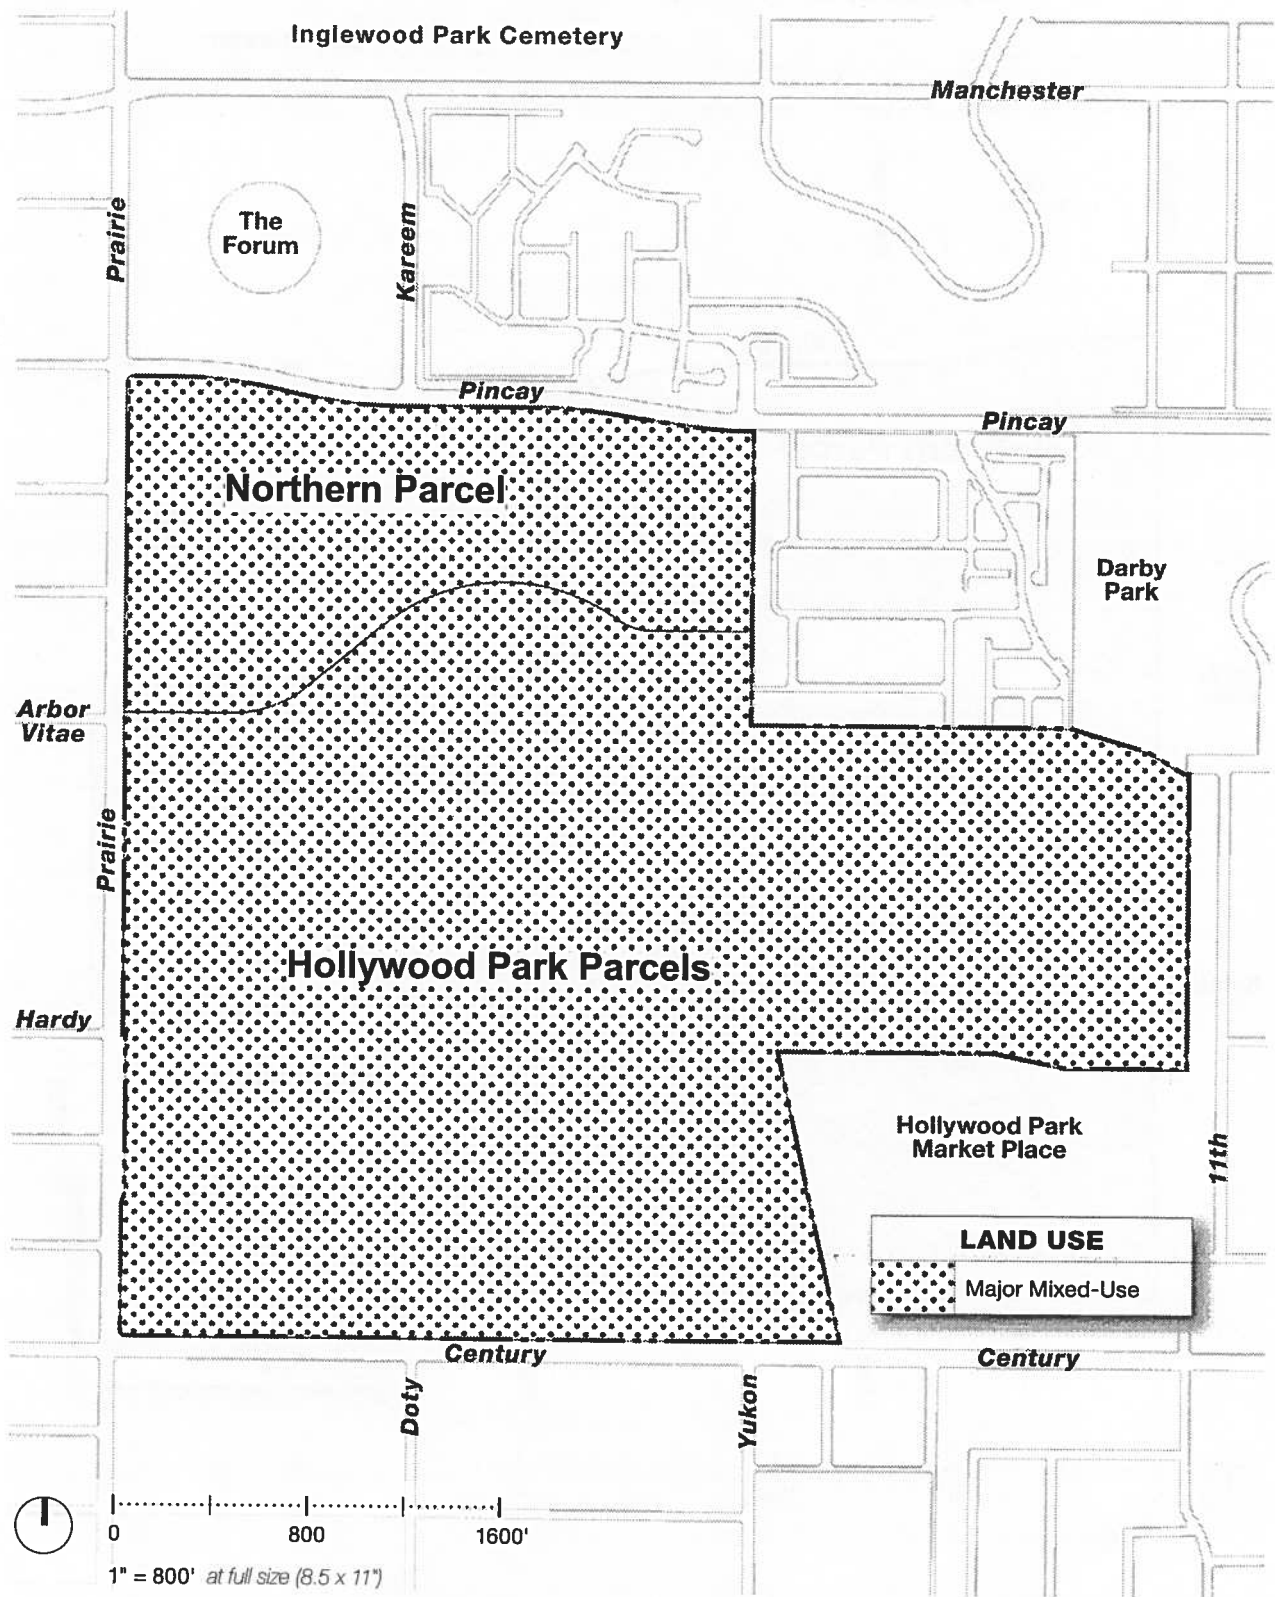 Inglewood Park Cemetery
Manchester
Prairie
The
Forum
Kareem
Pincay
Pincay
Northern Parcel
Darby
Park
Arbor
Vitae
Prairie
Hollywood Park Parcels
Hardy
Hollywood Park
Market Place
11th
LAND USE
Major Mixed-Use
Century
Century
Doty
Yukon
0
800
1600'
1" = 800' at full size (8.5 x 11")